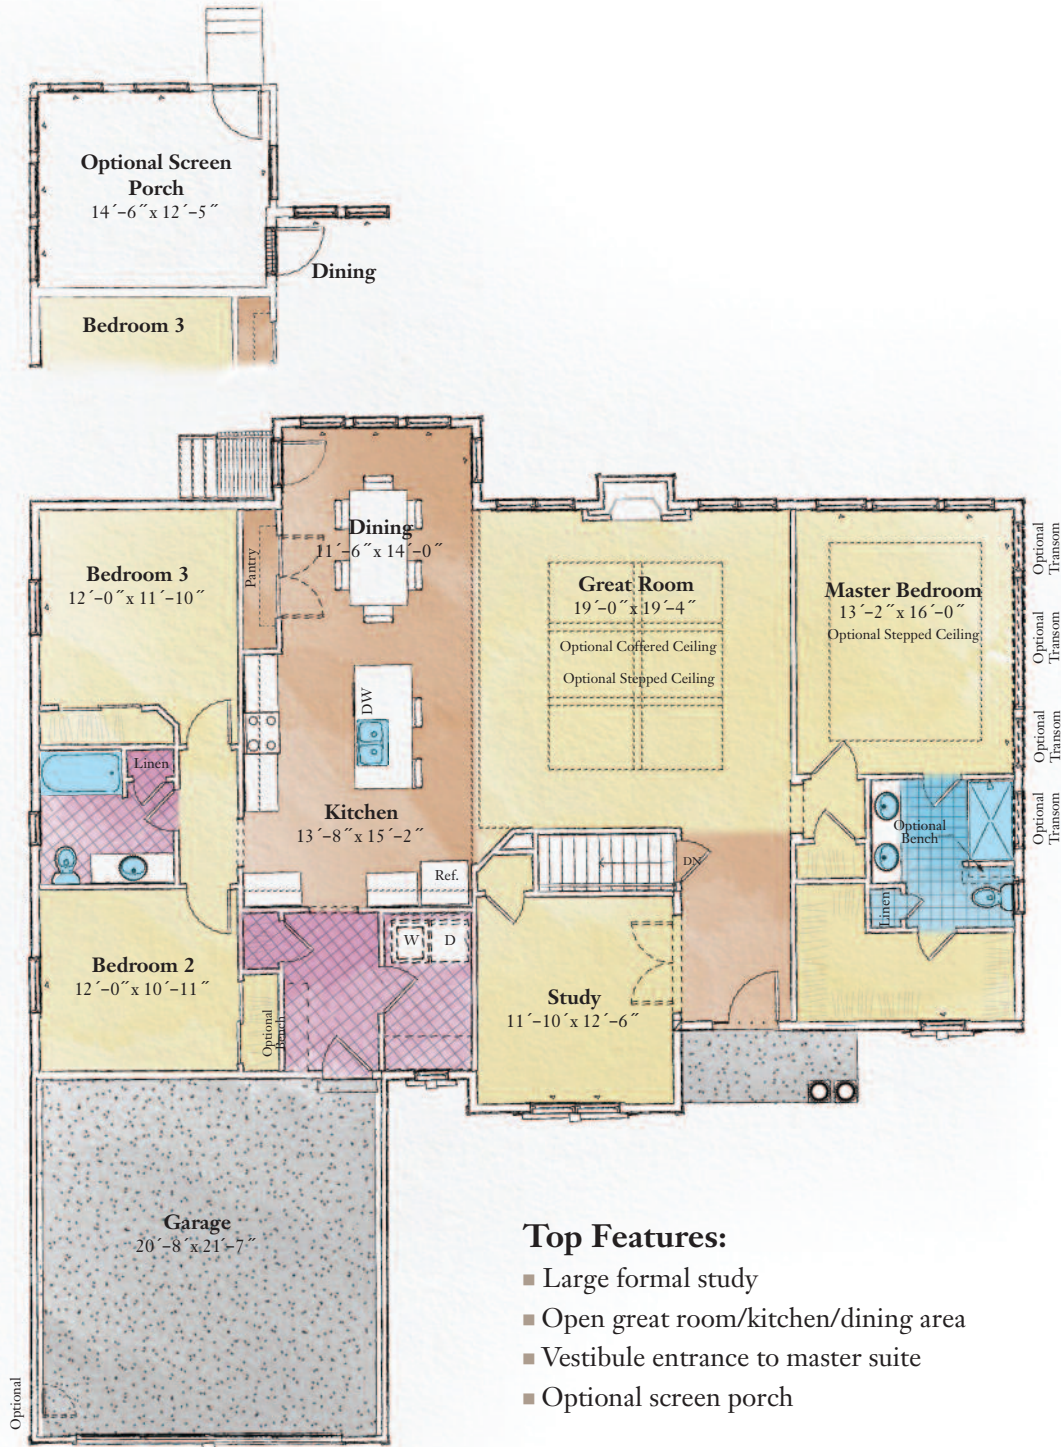 Optional Screen
Porch
14´–6˝ x 12´–5˝
Dining
Bedroom 3
Dining
11´–6˝ x 14´–0˝
Pantry
Bedroom 3
12´–0˝ x 11´–10˝
Great Room
19´–0˝ x 19´–4˝
Optional Coffered Ceiling
Optional Stepped Ceiling
Master Bedroom
13´–2˝ x 16´–0˝
Optional Stepped Ceiling
Optional
Transom
Optional
Transom
Optional
Transom
Optional
Transom
DW
Linen
Kitchen
13´–8˝ x 15´–2˝
Ref.
DN
Optional
Bench
Linen
W
D
Bedroom 2
12´–0˝ x 10´–11˝
Optional
Bench
Study
11´–10´ x 12´–6˝
Garage
20´–8´ x 21´–7˝
Optional
Top Features:
■ Large formal study
■ Open great room/kitchen/dining area
■ Vestibule entrance to master suite
■ Optional screen porch